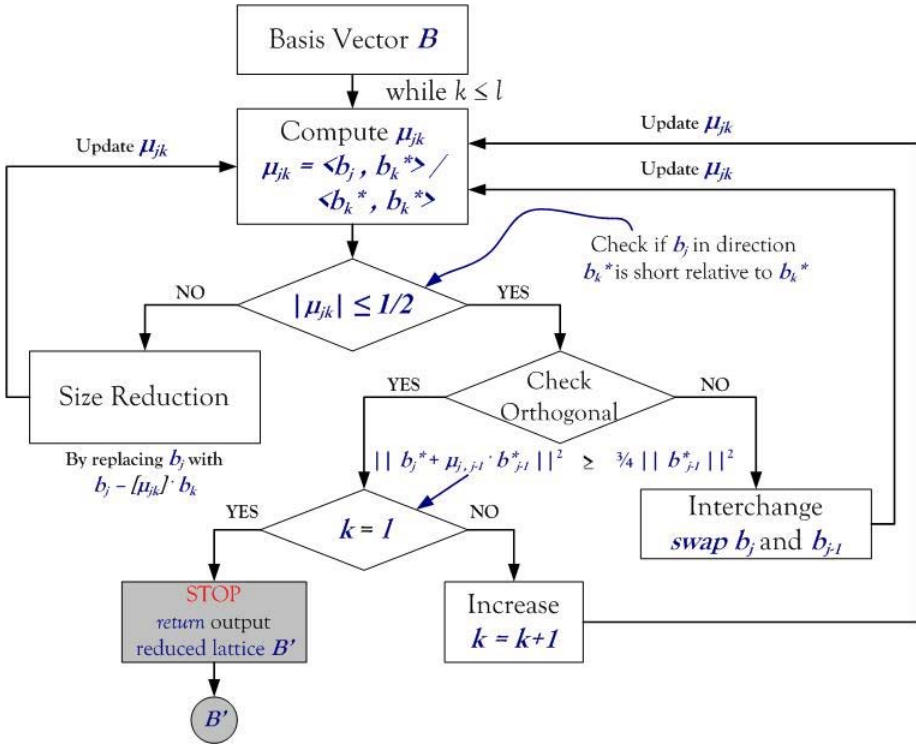 Basis Vector B
while k ≤ l
Compute μjk
μjk = <bj , bk*> /
<bk*, bk*>
Update μjk
Update μjk
Update μjk
Check if bj in direction
bk* is short relative to bk*
|μjk| ≤ 1/2
NO
YES
Size Reduction
By replacing bj with
bj – [μjk]· bk
Check
Orthogonal
YES
NO
|| bj* + μj, j-1 · b*j-1 ||² ≥ ¾ || b*j-1 ||²
Interchange
swap bj and bj-1
k = 1
YES
NO
STOP
return output
reduced lattice B'
Increase
k = k+1
B'